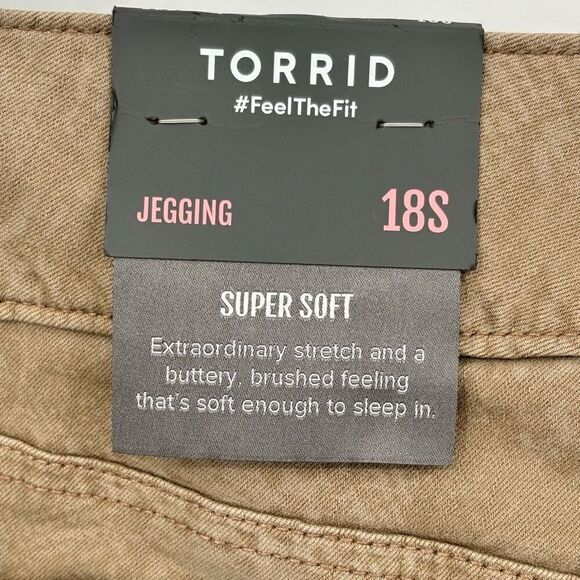 TORRID
#FeelTheFit
JEGGING 18S
SUPER SOFT
Extraordinary stretch and a
buttery, brushed feeling
that's soft enough to sleep in.